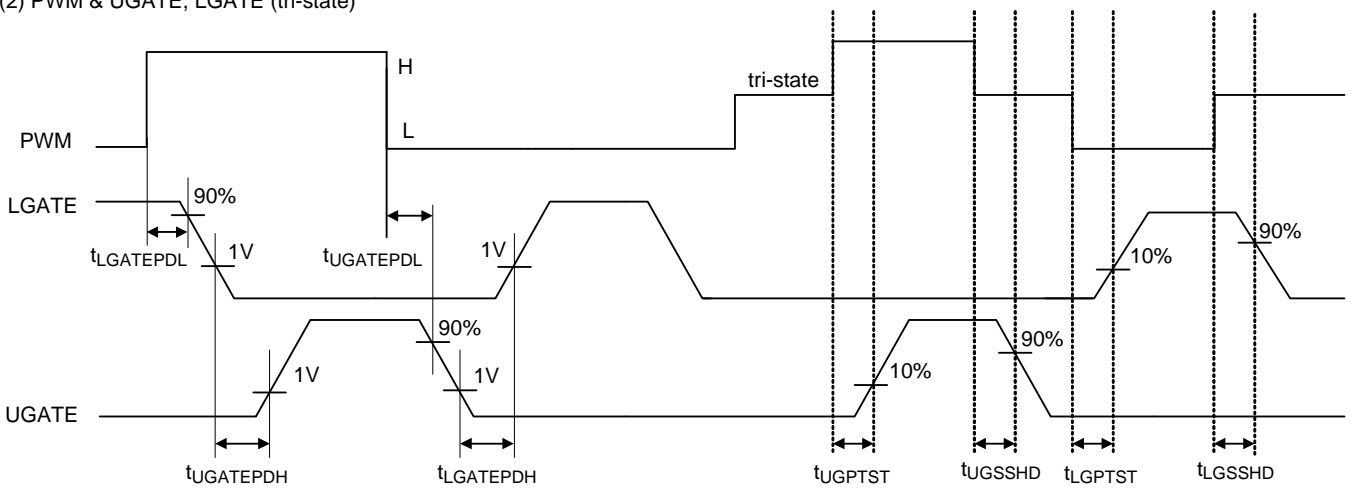 (2) PWM & UGATE, LGATE (tri-state)
H
tri-state
L
PWM
LGATE
90%
1V
tLGATEPDL
tUGATEPDL
1V
10%
90%
90%
1V
1V
10%
90%
UGATE
tUGATEPDH
tLGATEPDH
tUGPTST
tUGSSHD
tLGPTST
tLGSSHD